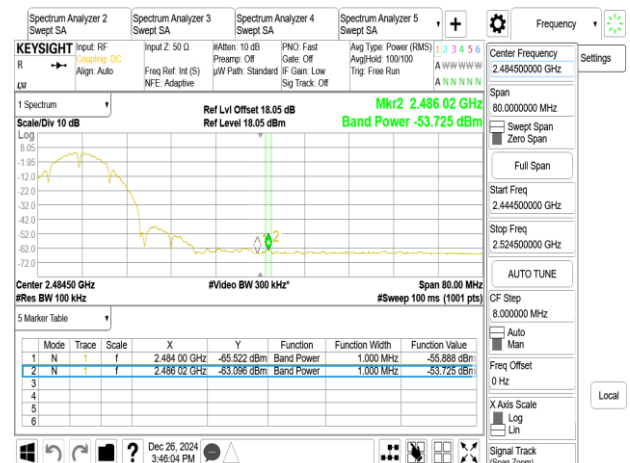 Spectrum Analyzer 2
Swept SA
Spectrum Analyzer 3
Swept SA
Spectrum Analyzer 4
Swept SA
Spectrum Analyzer 5
Swept SA
+
Frequency
Settings
KEYSIGHT
R
LXI
Input: RF
Coupling: DC
Align: Auto
Input Z: 50 Ω
Freq Ref: Int (S)
NFE: Adaptive
#Atten: 10 dB
Preamp: Off
µW Path: Standard
PNO: Fast
Gate: Off
IF Gain: Low
Sig Track: Off
Avg Type: Power (RMS)
Avg|Hold: 100/100
Trig: Free Run
1 2 3 4 5 6
A W W W W W
A N N N N N
1 Spectrum
Scale/Div 10 dB
Ref Lvl Offset 18.05 dB
Ref Level 18.05 dBm
Mkr2 2.486 02 GHz
Band Power -53.725 dBm
Log
8.05
-1.95
-12.0
-22.0
-32.0
-42.0
-52.0
-62.0
-72.0
2
Center 2.48450 GHz
#Res BW 100 kHz
#Video BW 300 kHz*
Span 80.00 MHz
#Sweep 100 ms (1001 pts)
5 Marker Table
Mode Trace Scale X Y Function Function Width Function Value
1 N 1 f 2.484 00 GHz -65.522 dBm Band Power 1.000 MHz -55.888 dBm
2 N 1 f 2.486 02 GHz -63.096 dBm Band Power 1.000 MHz -53.725 dBm
3
4
5
6
?
Dec 26, 2024
3:46:04 PM
Center Frequency
2.484500000 GHz
Span
80.0000000 MHz
Swept Span
Zero Span
Full Span
Start Freq
2.444500000 GHz
Stop Freq
2.524500000 GHz
AUTO TUNE
CF Step
8.000000 MHz
Auto
Man
Freq Offset
0 Hz
X Axis Scale
Log
Lin
Signal Track
(Span Zoom)
Local